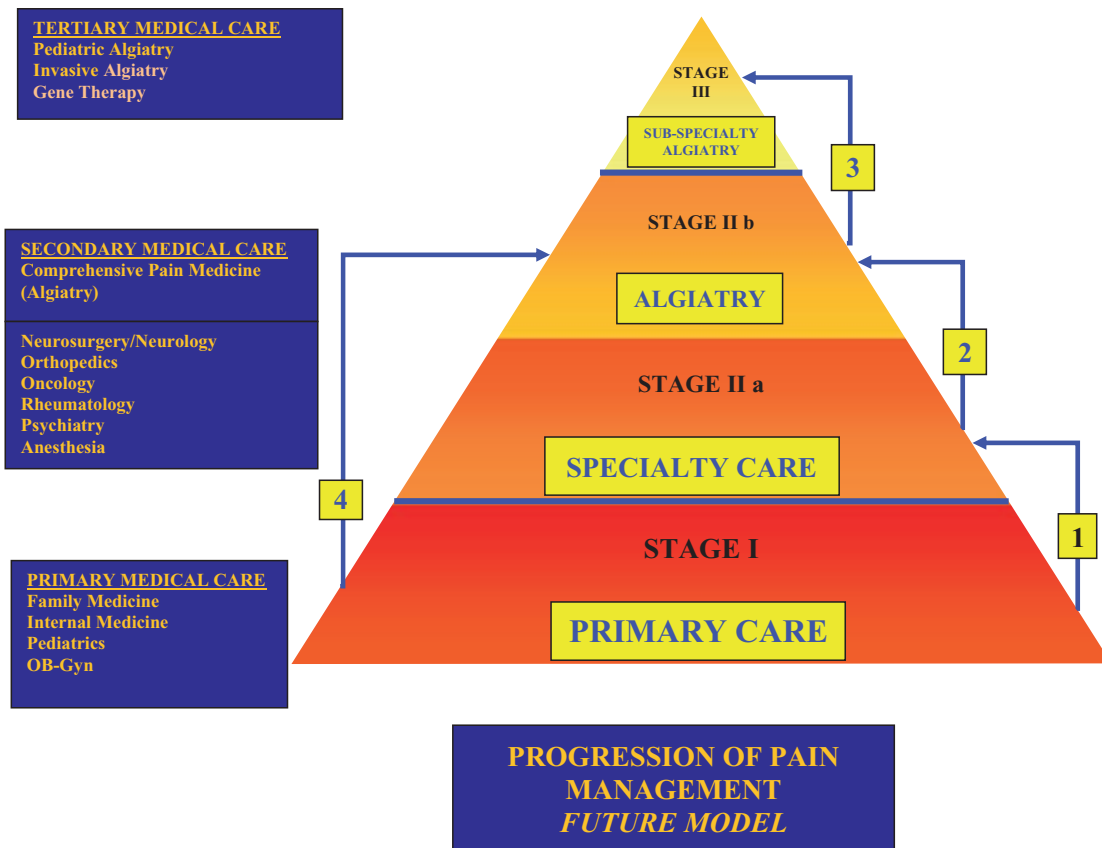 TERTIARY MEDICAL CARE
Pediatric Algiatry
Invasive Algiatry
Gene Therapy
STAGE
III
SUB-SPECIALTY
ALGIATRY
3
SECONDARY MEDICAL CARE
Comprehensive Pain Medicine
(Algiatry)
Neurosurgery/Neurology
Orthopedics
Oncology
Rheumatology
Psychiatry
Anesthesia
STAGE II b
ALGIATRY
2
STAGE II a
SPECIALTY CARE
4
1
PRIMARY MEDICAL CARE
Family Medicine
Internal Medicine
Pediatrics
OB-Gyn
STAGE I
PRIMARY CARE
PROGRESSION OF PAIN
MANAGEMENT
FUTURE MODEL